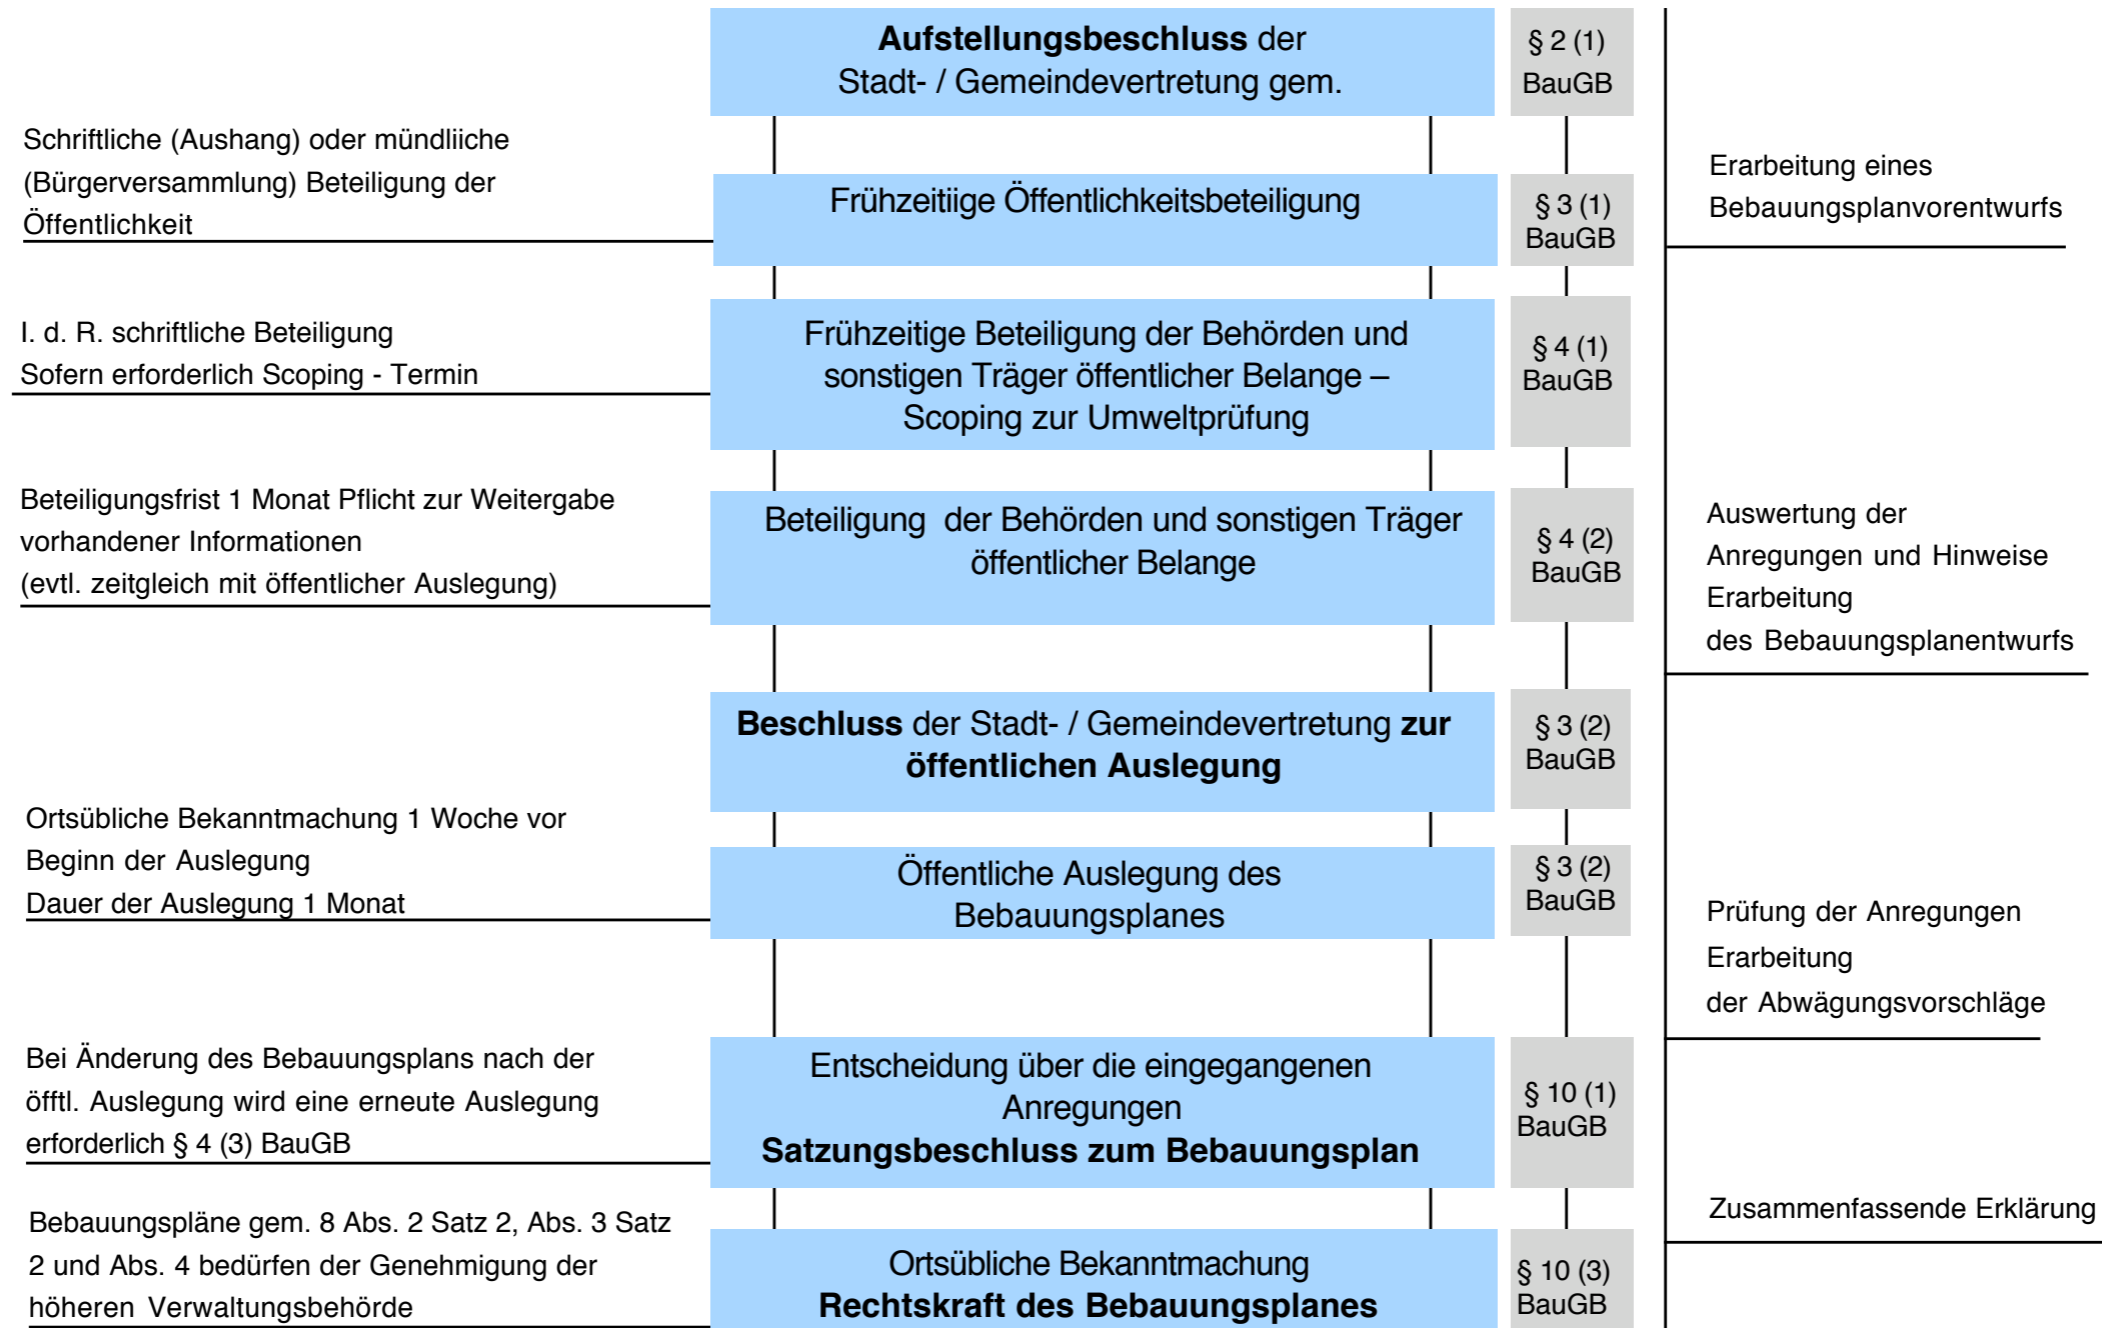 Aufstellungsbeschluss der
Stadt- / Gemeindevertretung gem.
§ 2 (1)
BauGB
Schriftliche (Aushang) oder mündliiche
(Bürgerversammlung) Beteiligung der
Öffentlichkeit
Frühzeitiige Öffentlichkeitsbeteiligung
§ 3 (1)
BauGB
Erarbeitung eines
Bebauungsplanvorentwurfs
I. d. R. schriftliche Beteiligung
Sofern erforderlich Scoping - Termin
Frühzeitige Beteiligung der Behörden und
sonstigen Träger öffentlicher Belange –
Scoping zur Umweltprüfung
§ 4 (1)
BauGB
Beteiligungsfrist 1 Monat Pflicht zur Weitergabe
vorhandener Informationen
(evtl. zeitgleich mit öffentlicher Auslegung)
Beteiligung der Behörden und sonstigen Träger
öffentlicher Belange
§ 4 (2)
BauGB
Auswertung der
Anregungen und Hinweise
Erarbeitung
des Bebauungsplanentwurfs
Beschluss der Stadt- / Gemeindevertretung zur
öffentlichen Auslegung
§ 3 (2)
BauGB
Ortsübliche Bekanntmachung 1 Woche vor
Beginn der Auslegung
Dauer der Auslegung 1 Monat
Öffentliche Auslegung des
Bebauungsplanes
§ 3 (2)
BauGB
Prüfung der Anregungen
Erarbeitung
der Abwägungsvorschläge
Bei Änderung des Bebauungsplans nach der
öfftl. Auslegung wird eine erneute Auslegung
erforderlich § 4 (3) BauGB
Entscheidung über die eingegangenen
Anregungen
Satzungsbeschluss zum Bebauungsplan
§ 10 (1)
BauGB
Zusammenfassende Erklärung
Bebauungspläne gem. 8 Abs. 2 Satz 2, Abs. 3 Satz
2 und Abs. 4 bedürfen der Genehmigung der
höheren Verwaltungsbehörde
Ortsübliche Bekanntmachung
Rechtskraft des Bebauungsplanes
§ 10 (3)
BauGB